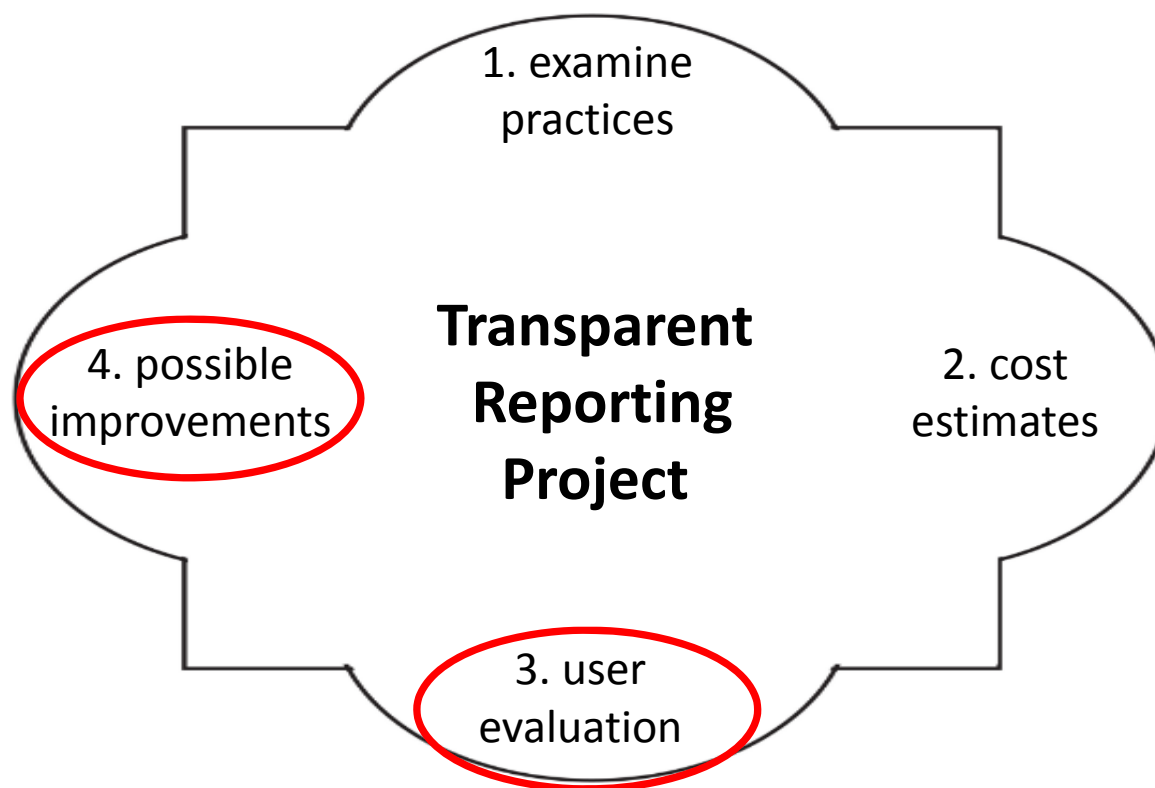 1. examine
practices
Transparent
Reporting
Project
2. cost
estimates
3. user
evaluation
4. possible
improvements